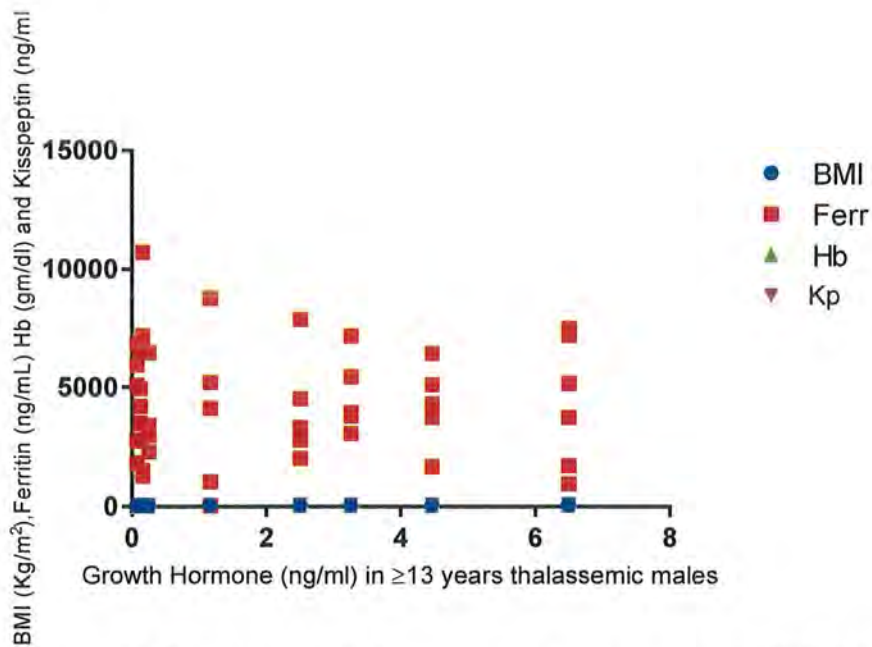 BMI (Kg/m²),Ferritin (ng/mL) Hb (gm/dl) and Kisspeptin (ng/ml
15000
10000
5000
0
0 2 4 6 8
Growth Hormone (ng/ml) in ≥13 years thalassemic males
BMI
Ferr
Hb
Kp